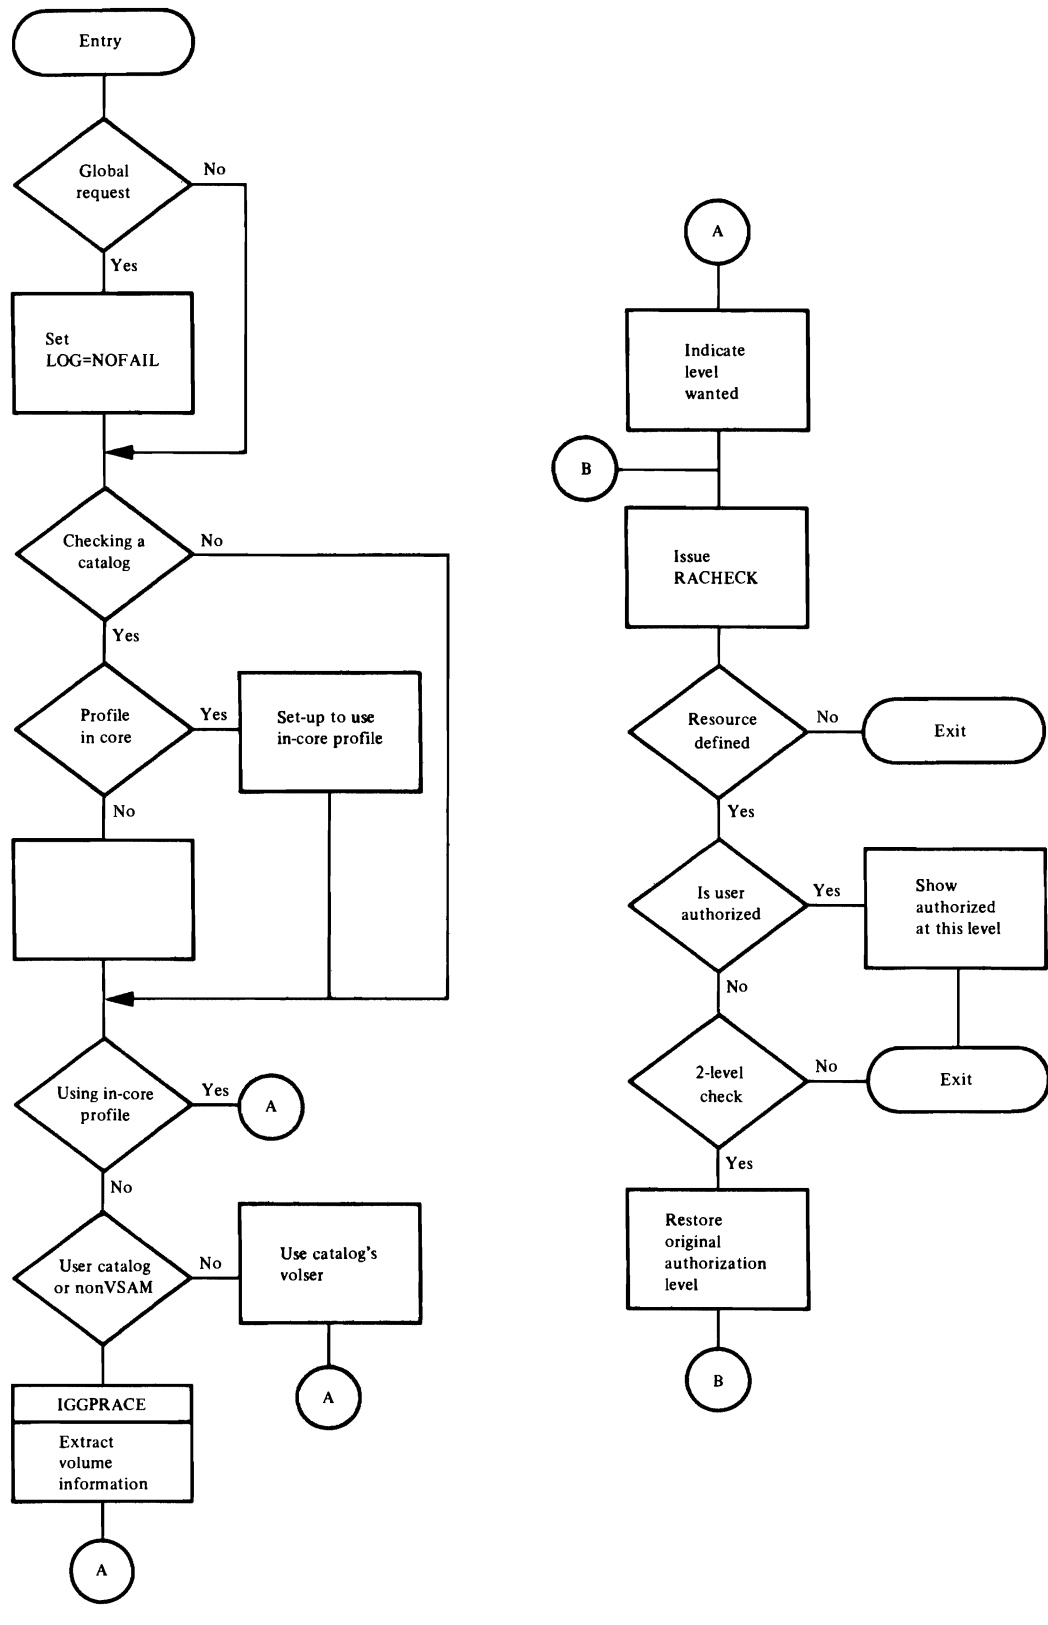 Entry
Global
request
No
Yes
Set
LOG=NOFAIL
Checking a
catalog
No
Yes
Profile
in core
Yes
Set-up to use
in-core profile
No
Using in-core
profile
Yes
A
No
User catalog
or nonVSAM
No
Use catalog's
volser
A
IGGPRACE
Extract
volume
information
A
A
Indicate
level
wanted
B
Issue
RACHECK
Resource
defined
No
Exit
Yes
Is user
authorized
Yes
Show
authorized
at this level
No
2-level
check
No
Exit
Yes
Restore
original
authorization
level
B